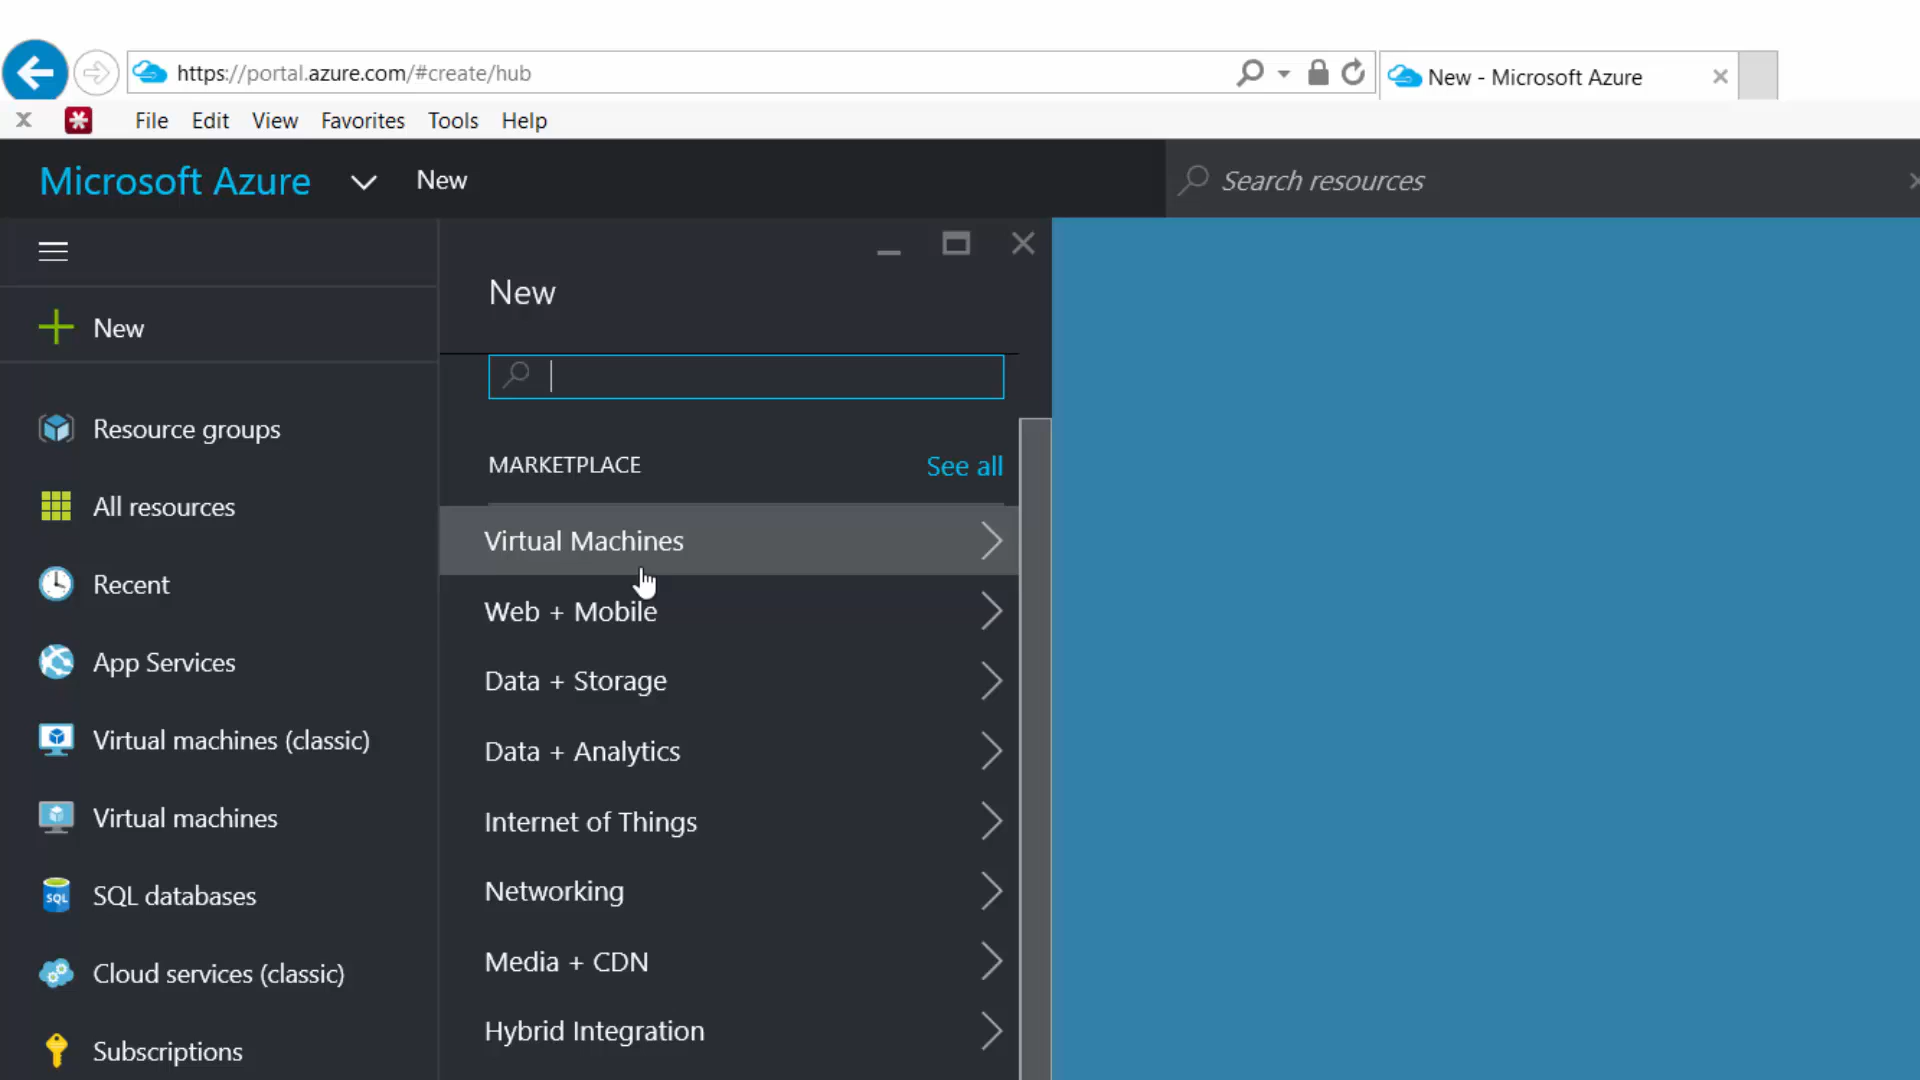 https://portal.azure.com/#create/hub
New - Microsoft Azure
File Edit View Favorites Tools Help
Microsoft Azure New
Search resources
New
Resource groups
All resources
Recent
App Services
Virtual machines (classic)
Virtual machines
SQL
SQL databases
Cloud services (classic)
Subscriptions
New
MARKETPLACE See all
Virtual Machines
Web + Mobile
Data + Storage
Data + Analytics
Internet of Things
Networking
Media + CDN
Hybrid Integration